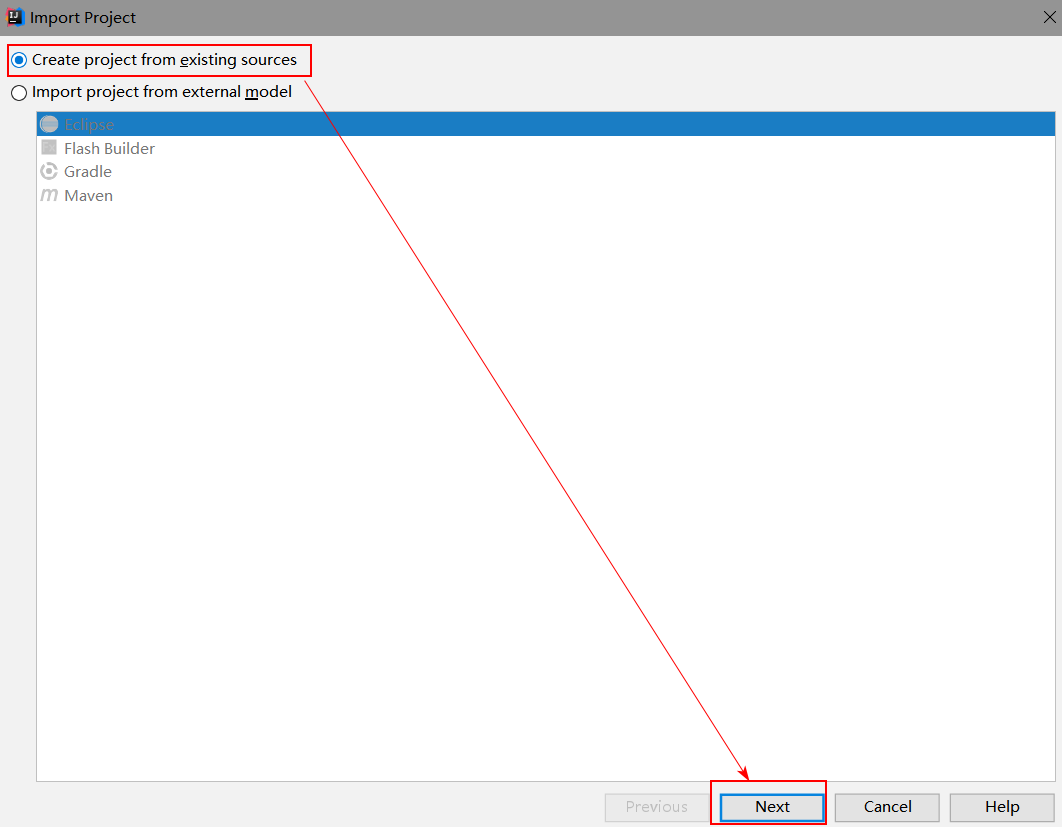 Import Project
Create project from existing sources
Import project from external model
Eclipse
Flash Builder
Gradle
Maven
Previous Next Cancel Help